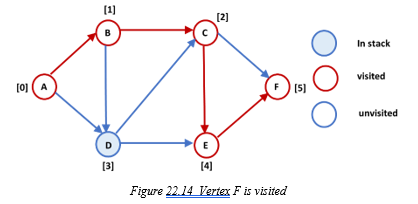 [1]
[2]
B
C
In stack
[0]
A
F
[5]
visited
D
E
unvisited
[3]
[4]
Figure 22.14 Vertex F is visited